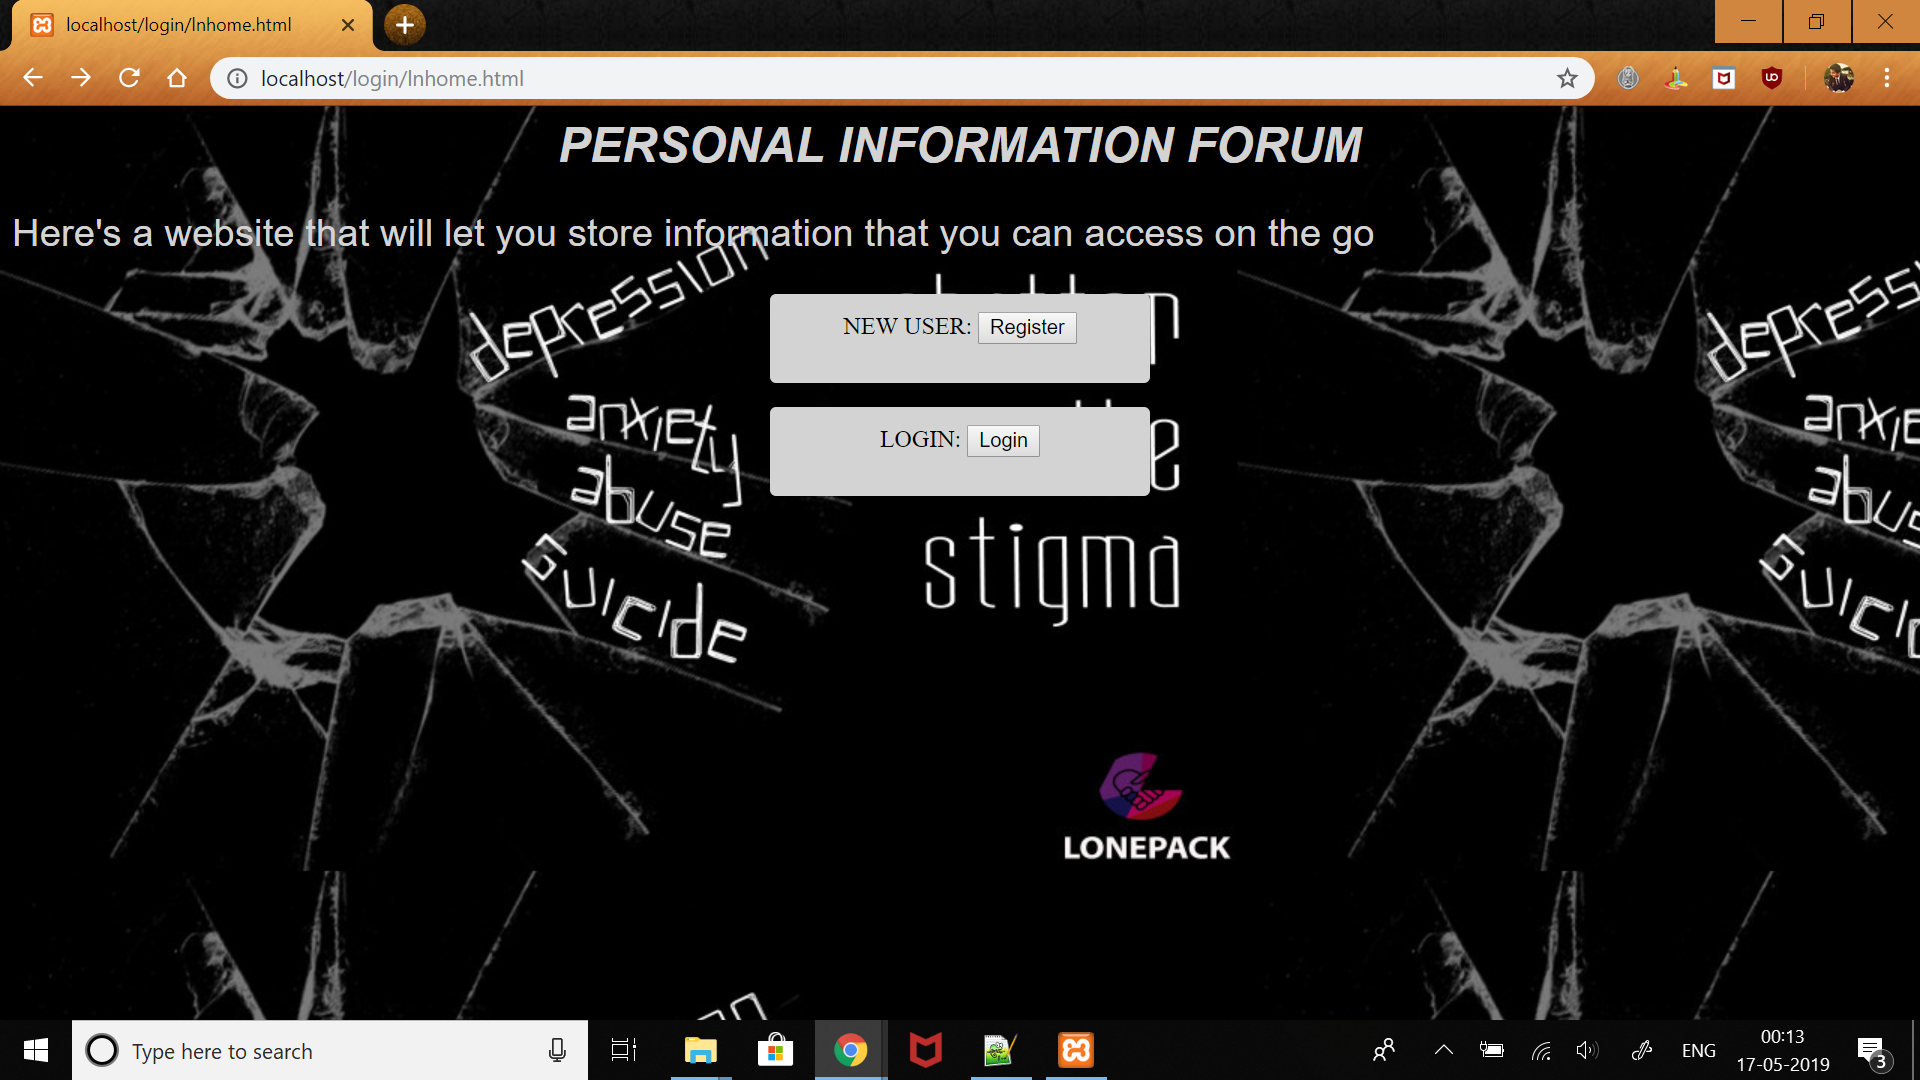 localhost/login/lnhome.html
localhost/login/lnhome.html
PERSONAL INFORMATION FORUM
Here's a website that will let you store information that you can access on the go
depression
NEW USER: Register
anxiety
LOGIN: Login
abuse
suicide
stigma
depress
anxie
abus
suici
LONEPACK
Type here to search
ENG
00:13
17-05-2019
3